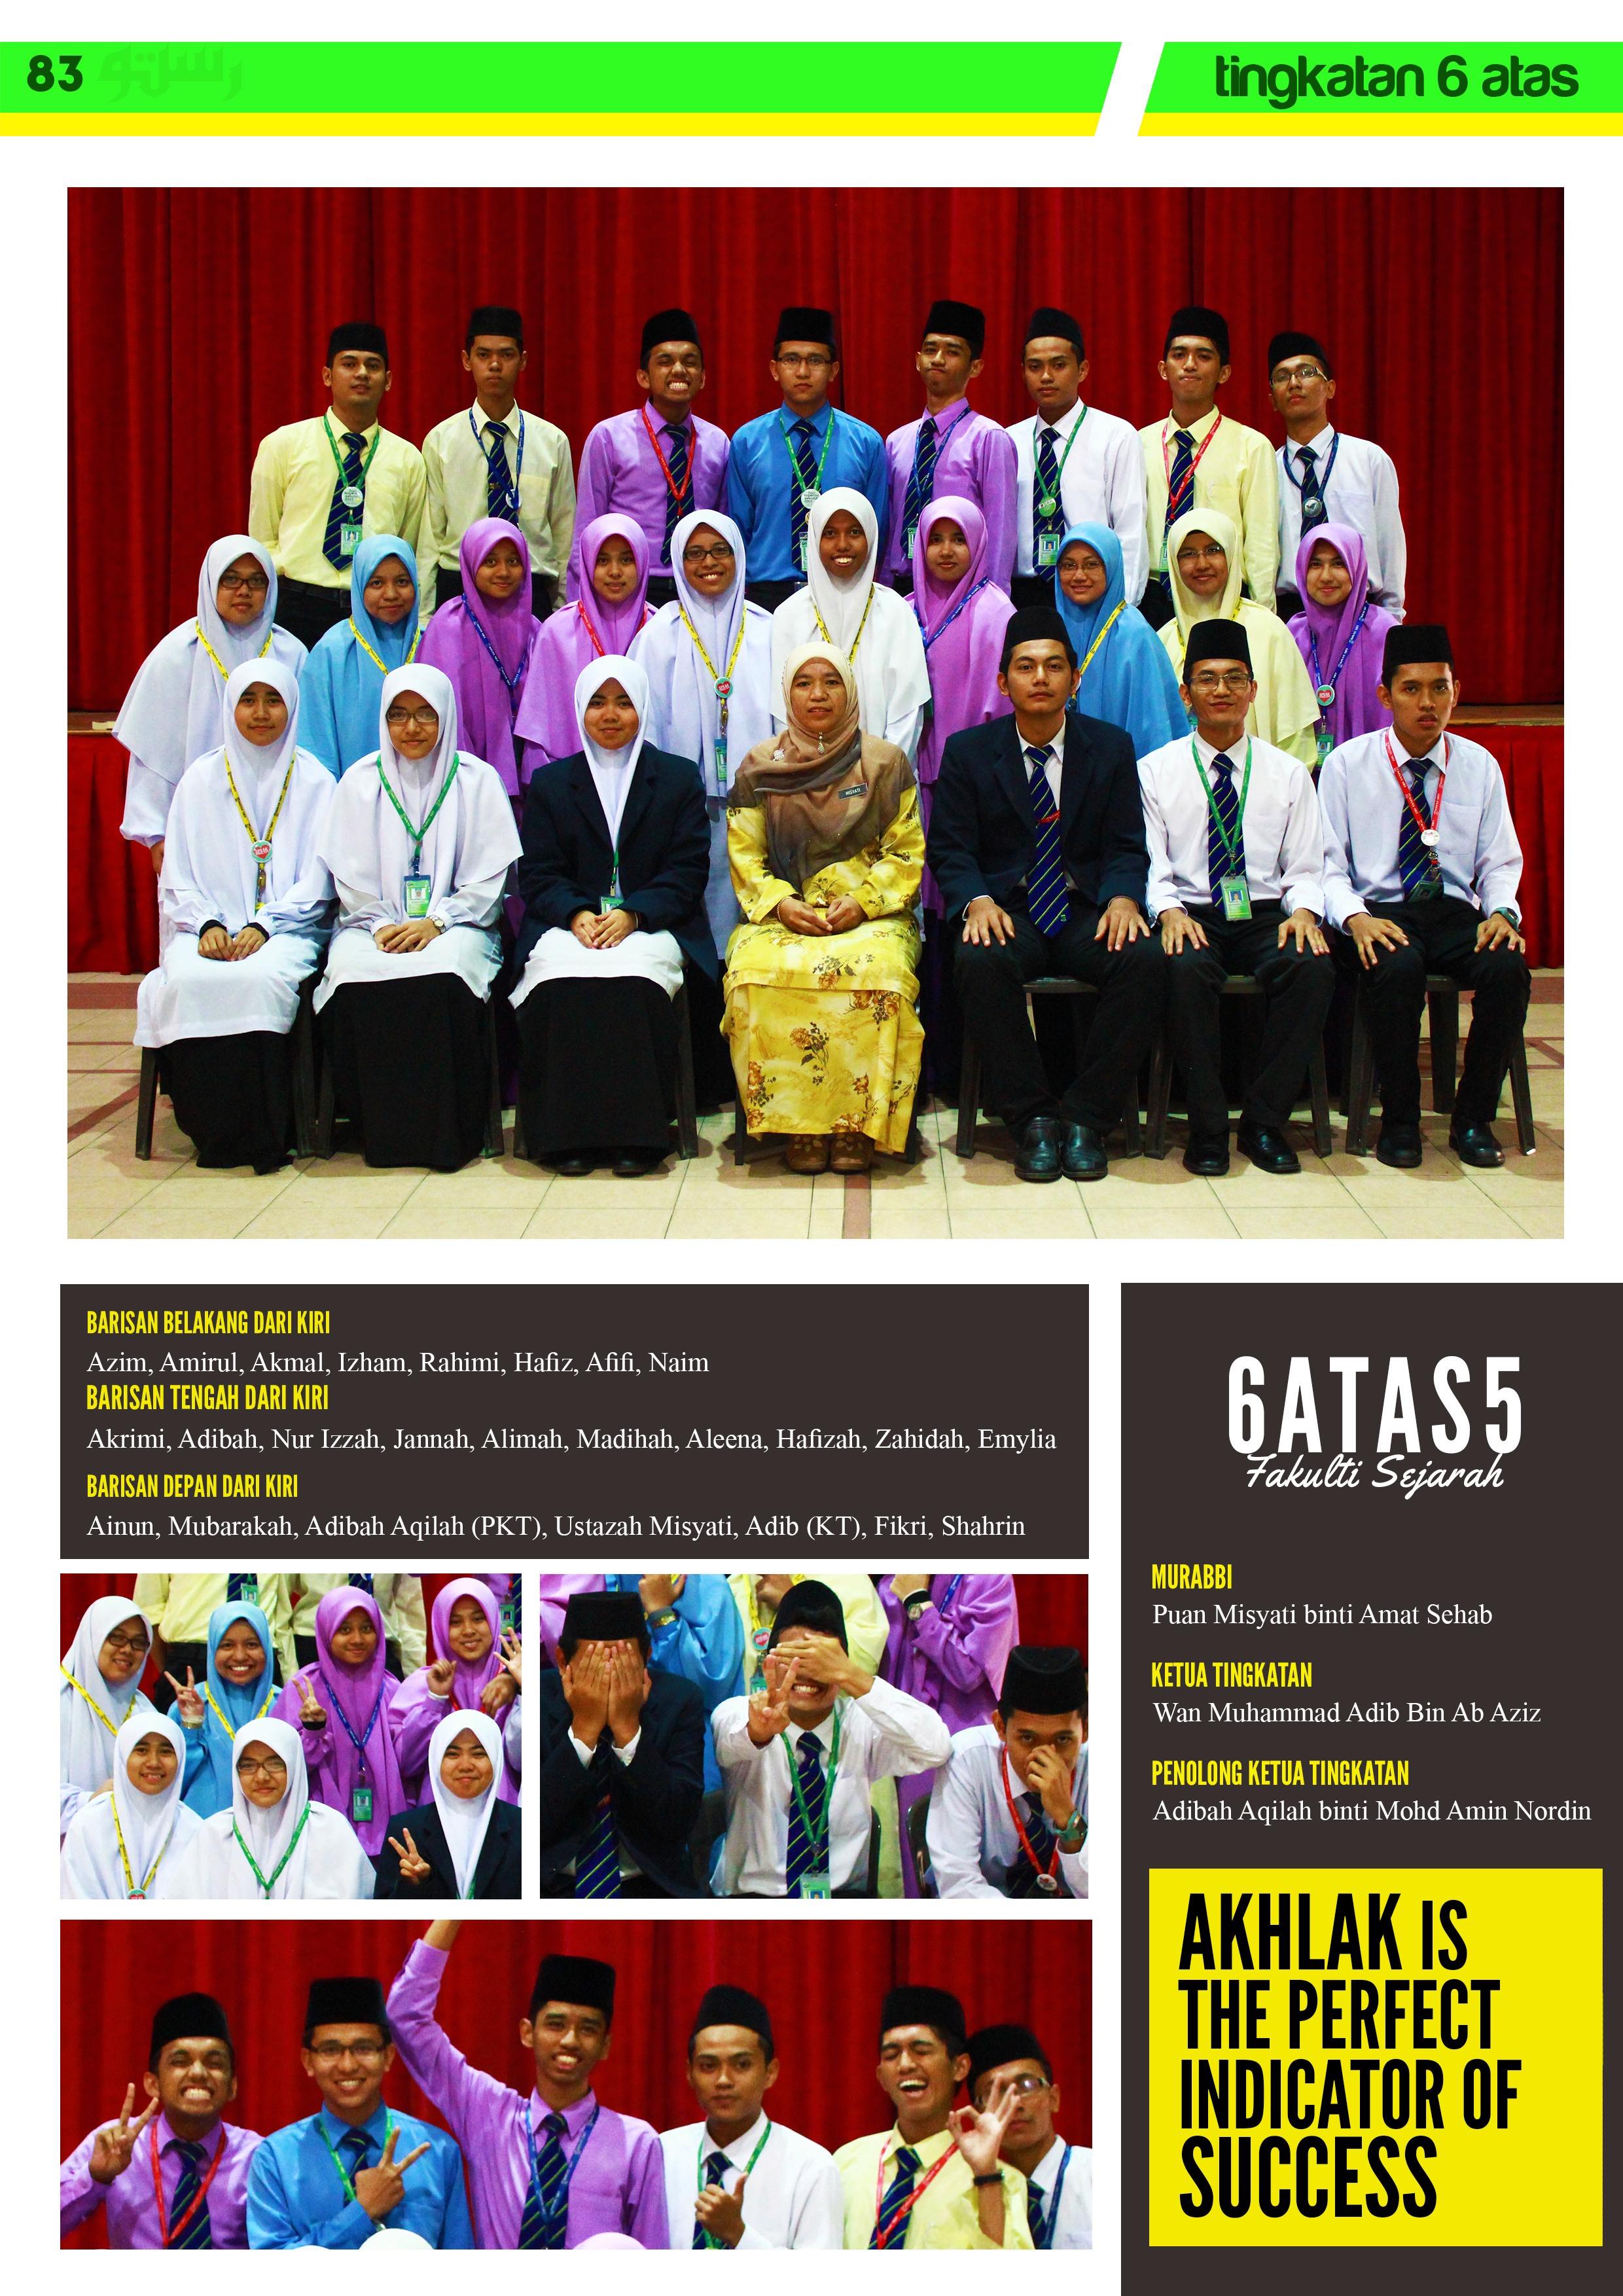 83 رستو
tingkatan 6 atas
MISYATI
BARISAN BELAKANG DARI KIRI
Azim, Amirul, Akmal, Izham, Rahimi, Hafiz, Afifi, Naim
BARISAN TENGAH DARI KIRI
Akrimi, Adibah, Nur Izzah, Jannah, Alimah, Madihah, Aleena, Hafizah, Zahidah, Emylia
BARISAN DEPAN DARI KIRI
Ainun, Mubarakah, Adibah Aqilah (PKT), Ustazah Misyati, Adib (KT), Fikri, Shahrin
6ATAS5
Fakulti Sejarah
MURABBI
Puan Misyati binti Amat Sehab
KETUA TINGKATAN
Wan Muhammad Adib Bin Ab Aziz
PENOLONG KETUA TINGKATAN
Adibah Aqilah binti Mohd Amin Nordin
AKHLAK IS
THE PERFECT
INDICATOR OF
SUCCESS